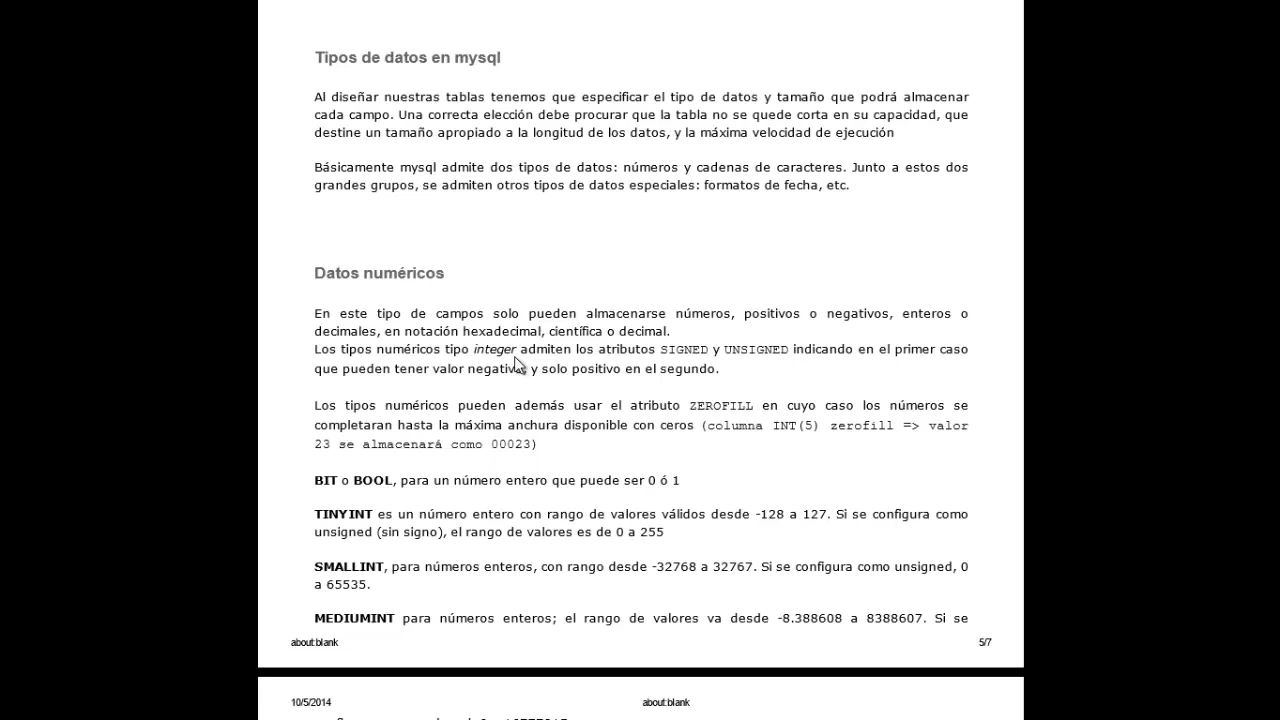 Tipos de datos en mysql
Al diseñar nuestras tablas tenemos que especificar el tipo de datos y tamaño que podrá almacenar
cada campo. Una correcta elección debe procurar que la tabla no se quede corta en su capacidad, que
destine un tamaño apropiado a la longitud de los datos, y la máxima velocidad de ejecución
Básicamente mysql admite dos tipos de datos: números y cadenas de caracteres. Junto a estos dos
grandes grupos, se admiten otros tipos de datos especiales: formatos de fecha, etc.
Datos numéricos
En este tipo de campos solo pueden almacenarse números, positivos o negativos, enteros o
decimales, en notación hexadecimal, científica o decimal.
Los tipos numéricos tipo integer admiten los atributos SIGNED y UNSIGNED indicando en el primer caso
que pueden tener valor negativo, y solo positivo en el segundo.
Los tipos numéricos pueden además usar el atributo ZEROFILL en cuyo caso los números se
completaran hasta la máxima anchura disponible con ceros (columna INT(5) zerofill => valor
23 se almacenará como 00023)
BIT o BOOL, para un número entero que puede ser 0 ó 1
TINYINT es un número entero con rango de valores válidos desde -128 a 127. Si se configura como
unsigned (sin signo), el rango de valores es de 0 a 255
SMALLINT, para números enteros, con rango desde -32768 a 32767. Si se configura como unsigned, 0
a 65535.
MEDIUMINT para números enteros; el rango de valores va desde -8.388608 a 8388607. Si se
about:blank 5/7
10/5/2014 about:blank